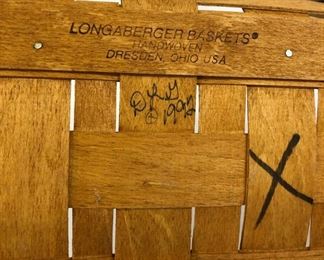 LONGABERGER BASKETS®
HANDWOVEN
DRESDEN, OHIO USA
1992
X